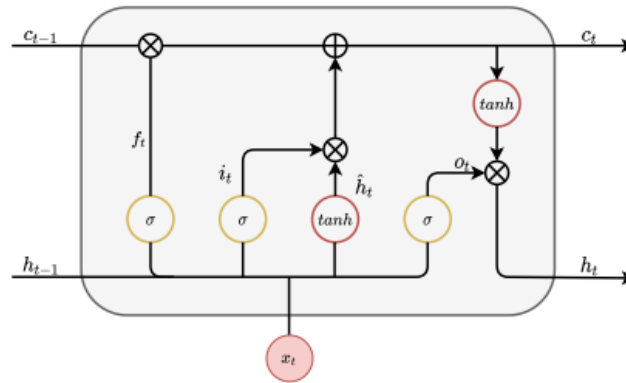 c_{t-1}
c_t
tanh
f_t
i_t
ĥ_t
o_t
σ
σ
tanh
σ
h_{t-1}
h_t
x_t